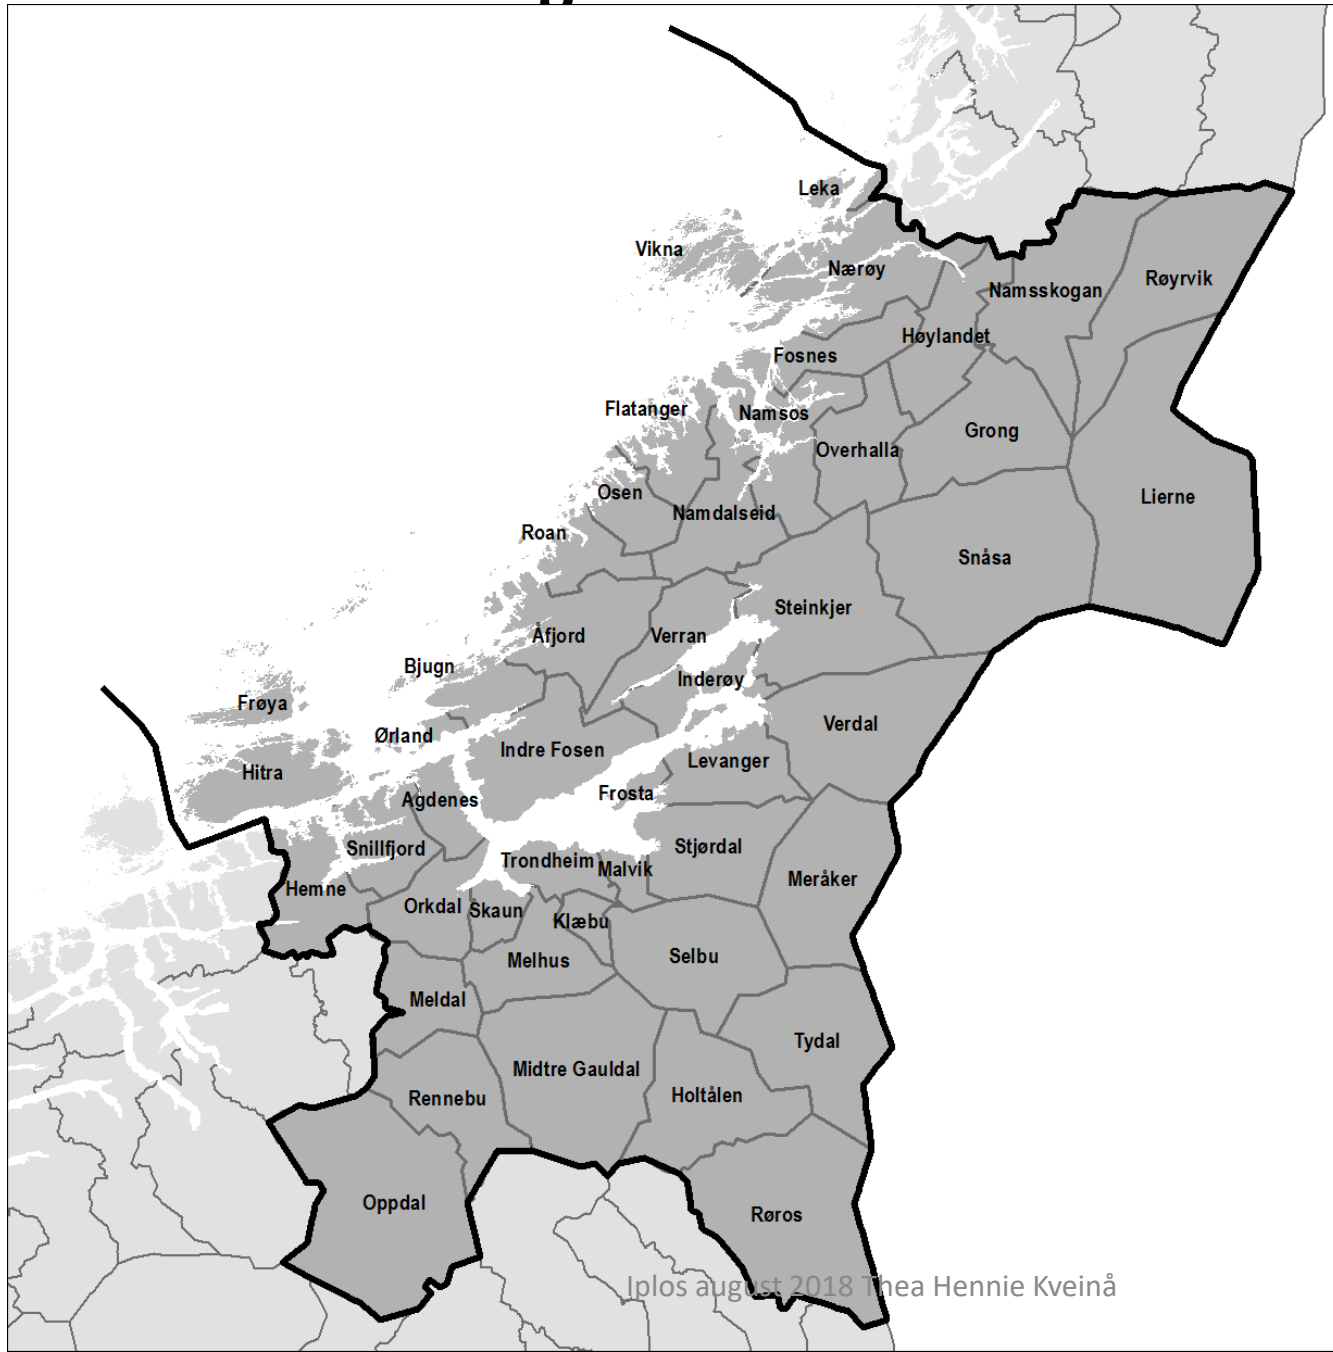 Leka
Vikna
Nærøy
Røyrvik
Namsskogan
Høylandet
Fosnes
Flatanger
Namsos
Grong
Overhalla
Osen
Lierne
Namdalseid
Roan
Snåsa
Steinkjer
Åfjord
Verran
Bjugn
Inderøy
Frøya
Verdal
Ørland
Indre Fosen
Levanger
Hitra
Agdenes
Frosta
Snillfjord
Stjørdal
Trondheim
Malvik
Meråker
Hemne
Orkdal
Skaun
Klæbu
Melhus
Selbu
Meldal
Tydal
Midtre Gauldal
Rennebu
Holtålen
Oppdal
Røros
Iplos august 2018 Thea Hennie Kveinå